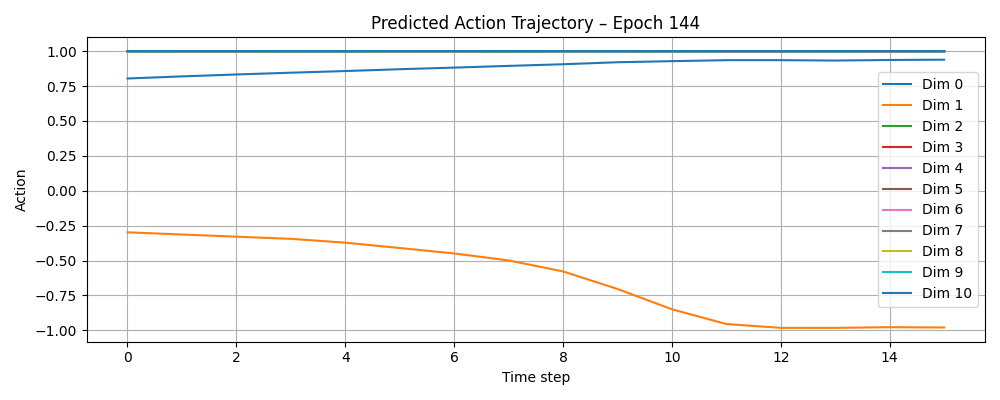 Predicted Action Trajectory – Epoch 144
Action
1.00
0.75
0.50
0.25
0.00
−0.25
−0.50
−0.75
−1.00
Dim 0
Dim 1
Dim 2
Dim 3
Dim 4
Dim 5
Dim 6
Dim 7
Dim 8
Dim 9
Dim 10
0 2 4 6 8 10 12 14
Time step